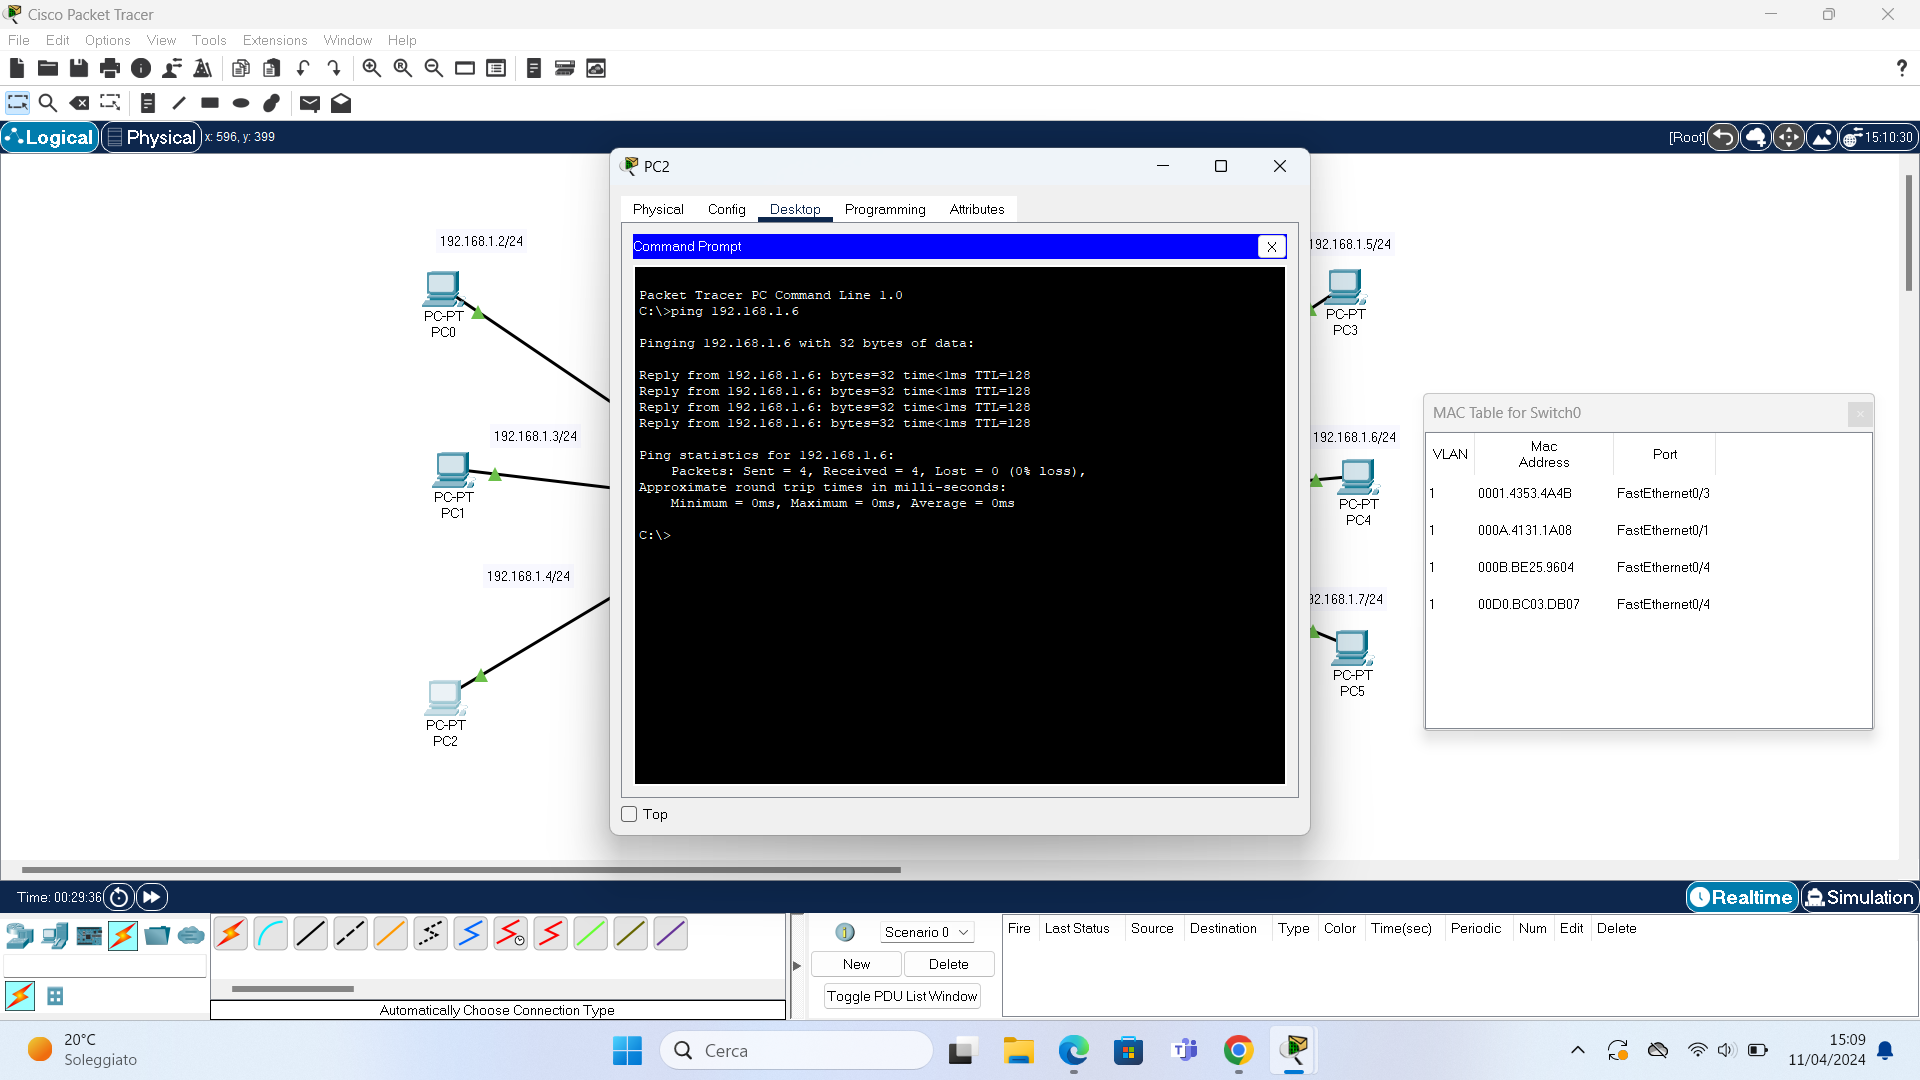 Cisco Packet Tracer
File Edit Options View Tools Extensions Window Help
?
Logical Physical x: 596, y: 399 [Root] 15:10:30
PC2
Physical Config Desktop Programming Attributes
Command Prompt X
Packet Tracer PC Command Line 1.0
C:\>ping 192.168.1.6
Pinging 192.168.1.6 with 32 bytes of data:
Reply from 192.168.1.6: bytes=32 time<1ms TTL=128
Reply from 192.168.1.6: bytes=32 time<1ms TTL=128
Reply from 192.168.1.6: bytes=32 time<1ms TTL=128
Reply from 192.168.1.6: bytes=32 time<1ms TTL=128
Ping statistics for 192.168.1.6:
Packets: Sent = 4, Received = 4, Lost = 0 (0% loss),
Approximate round trip times in milli-seconds:
Minimum = 0ms, Maximum = 0ms, Average = 0ms
C:\>
Top
192.168.1.2/24
PC-PT
PC0
192.168.1.3/24
PC-PT
PC1
192.168.1.4/24
PC-PT
PC2
192.168.1.5/24
PC-PT
PC3
192.168.1.6/24
PC-PT
PC4
92.168.1.7/24
PC-PT
PC5
MAC Table for Switch0
VLAN Mac Address Port
1 0001.4353.4A4B FastEthernet0/3
1 000A.4131.1A08 FastEthernet0/1
1 000B.BE25.9604 FastEthernet0/4
1 00D0.BC03.DB07 FastEthernet0/4
Time: 00:29:36 Realtime Simulation
Automatically Choose Connection Type
1 Scenario 0
New Delete
Toggle PDU List Window
Fire Last Status Source Destination Type Color Time(sec) Periodic Num Edit Delete
20°C
Soleggiato
Cerca
15:09
11/04/2024